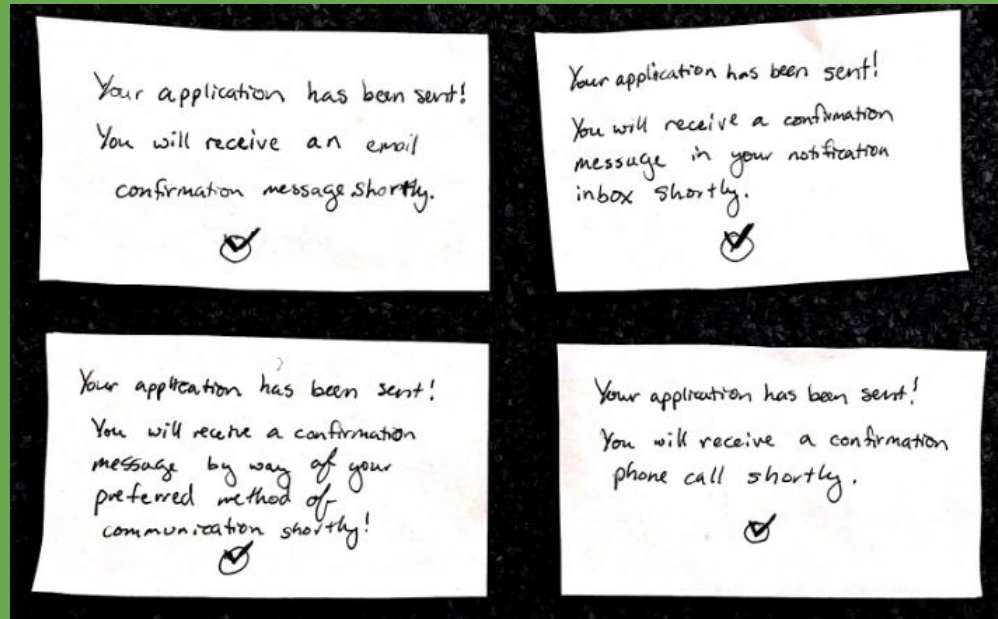 Your application has been sent!
You will receive an email
confirmation message shortly.
Your application has been sent!
You will receive a confirmation
message in your notification
inbox shortly.
Your application has been sent!
You will receive a confirmation
message by way of your
preferred method of
communication shortly!
Your application has been sent!
You will receive a confirmation
phone call shortly.